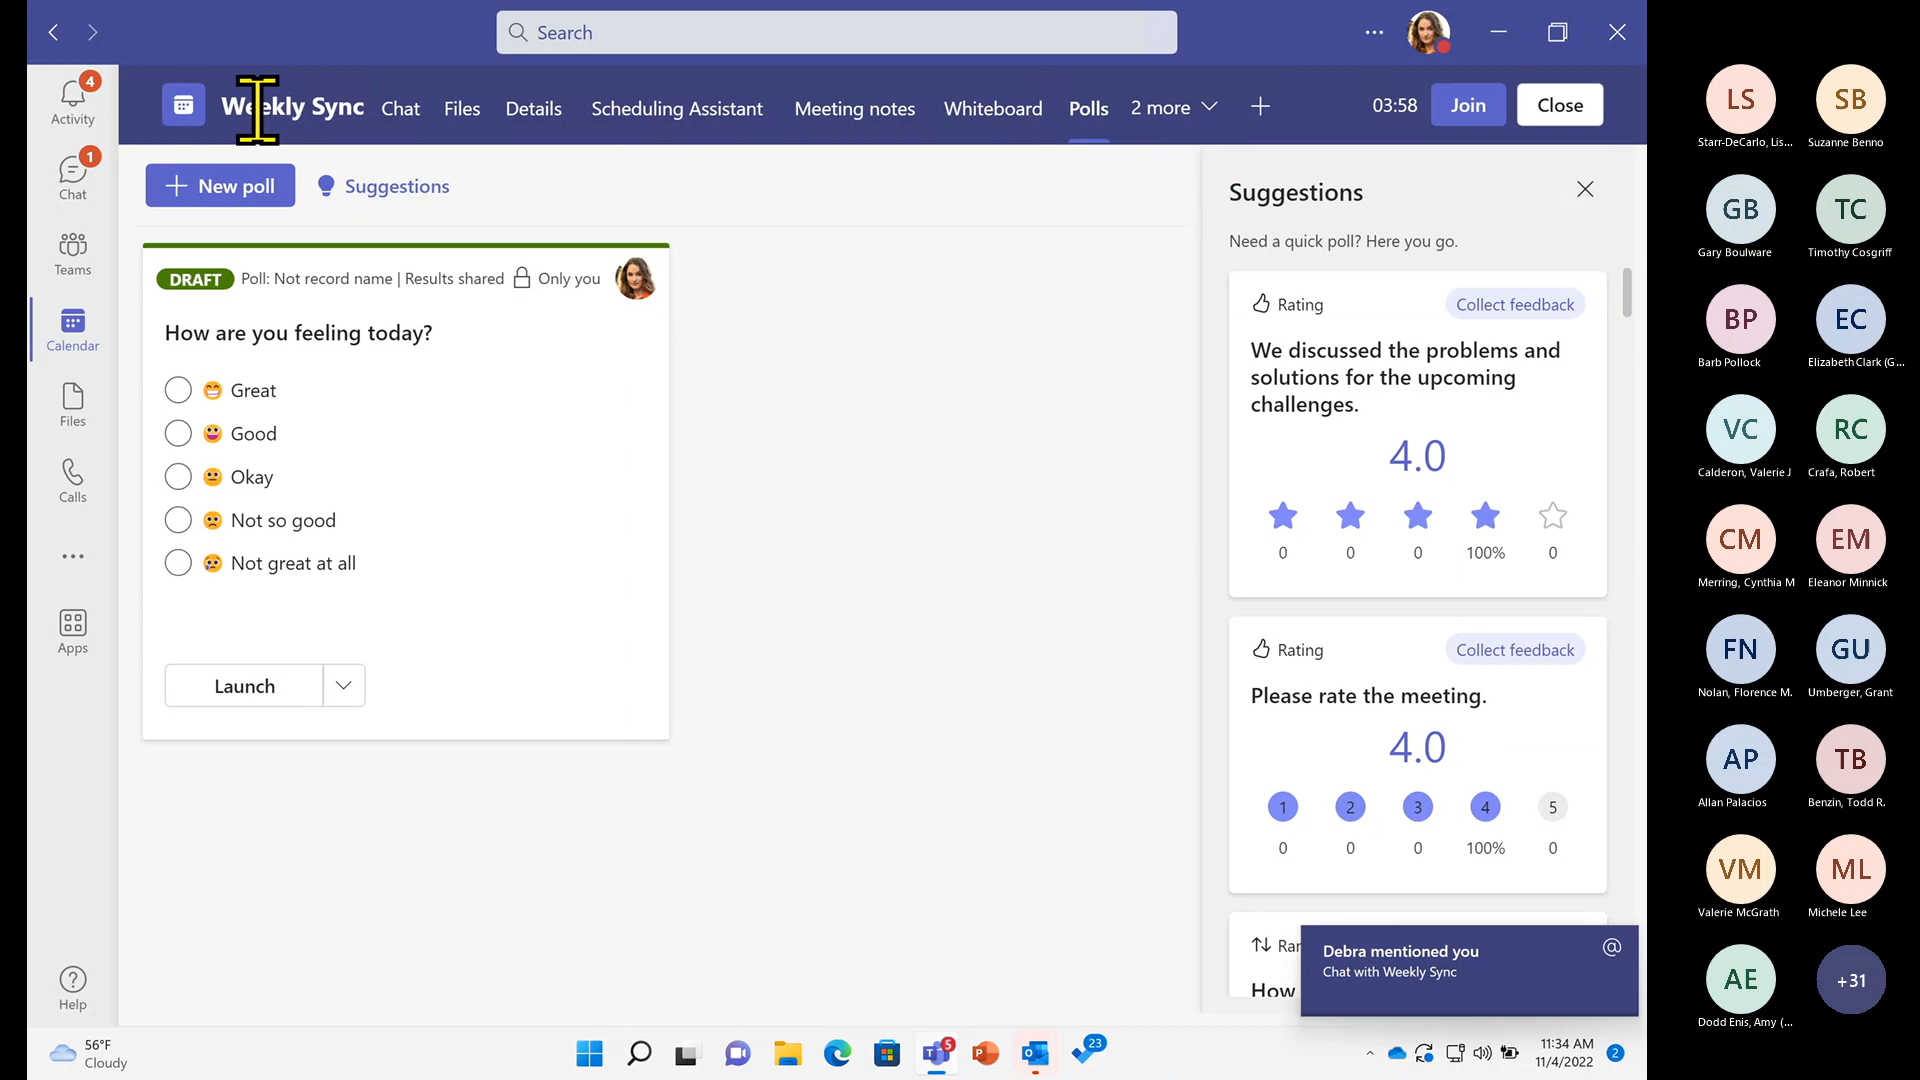 Search
4
Activity
1
Chat
Teams
Calendar
Files
Calls
Apps
Help
Weekly Sync
Chat
Files
Details
Scheduling Assistant
Meeting notes
Whiteboard
Polls
2 more
03:58
Join
Close
New poll
Suggestions
DRAFT
Poll: Not record name | Results shared
Only you
How are you feeling today?
Great
Good
Okay
Not so good
Not great at all
Launch
Suggestions
Need a quick poll? Here you go.
Rating
Collect feedback
We discussed the problems and
solutions for the upcoming
challenges.
4.0
0 0 0 100% 0
Rating
Collect feedback
Please rate the meeting.
4.0
1 2 3 4 5
0 0 0 100% 0
How
Debra mentioned you
@
Chat with Weekly Sync
LS
Starr-DeCarlo, Lis...
SB
Suzanne Benno
GB
Gary Boulware
TC
Timothy Cosgriff
BP
Barb Pollock
EC
Elizabeth Clark (G...
VC
Calderon, Valerie J
RC
Crafa, Robert
CM
Merring, Cynthia M
EM
Eleanor Minnick
FN
Nolan, Florence M.
GU
Umberger, Grant
AP
Allan Palacios
TB
Benzin, Todd R.
VM
Valerie McGrath
ML
Michele Lee
AE
Dodd Enis, Amy (...
+31
56°F
Cloudy
5
23
11:34 AM
11/4/2022
2